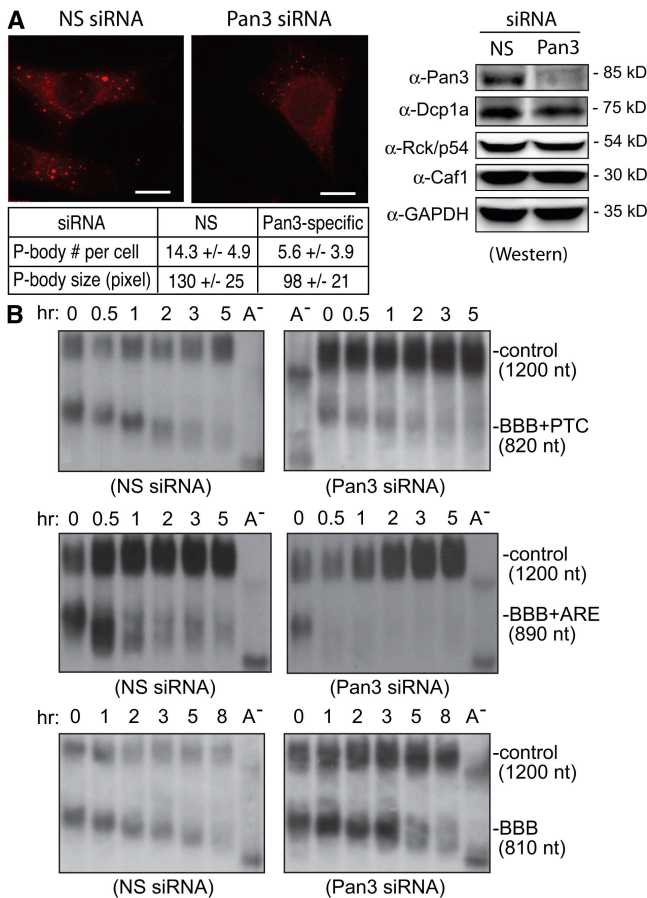 A
NS siRNA
Pan3 siRNA
siRNA NS Pan3-specific
P-body # per cell 14.3 +/- 4.9 5.6 +/- 3.9
P-body size (pixel) 130 +/- 25 98 +/- 21
siRNA
NS Pan3
α-Pan3 - 85 kD
α-Dcp1a - 75 kD
α-Rck/p54 - 54 kD
α-Caf1 - 30 kD
α-GAPDH - 35 kD
(Western)
B
hr: 0 0.5 1 2 3 5 A-
A- 0 0.5 1 2 3 5
-control
(1200 nt)
-BBB+PTC
(820 nt)
(NS siRNA)
(Pan3 siRNA)
hr: 0 0.5 1 2 3 5 A-
0 0.5 1 2 3 5 A-
-control
(1200 nt)
-BBB+ARE
(890 nt)
(NS siRNA)
(Pan3 siRNA)
hr: 0 1 2 3 5 8 A-
0 1 2 3 5 8 A-
-control
(1200 nt)
-BBB
(810 nt)
(NS siRNA)
(Pan3 siRNA)